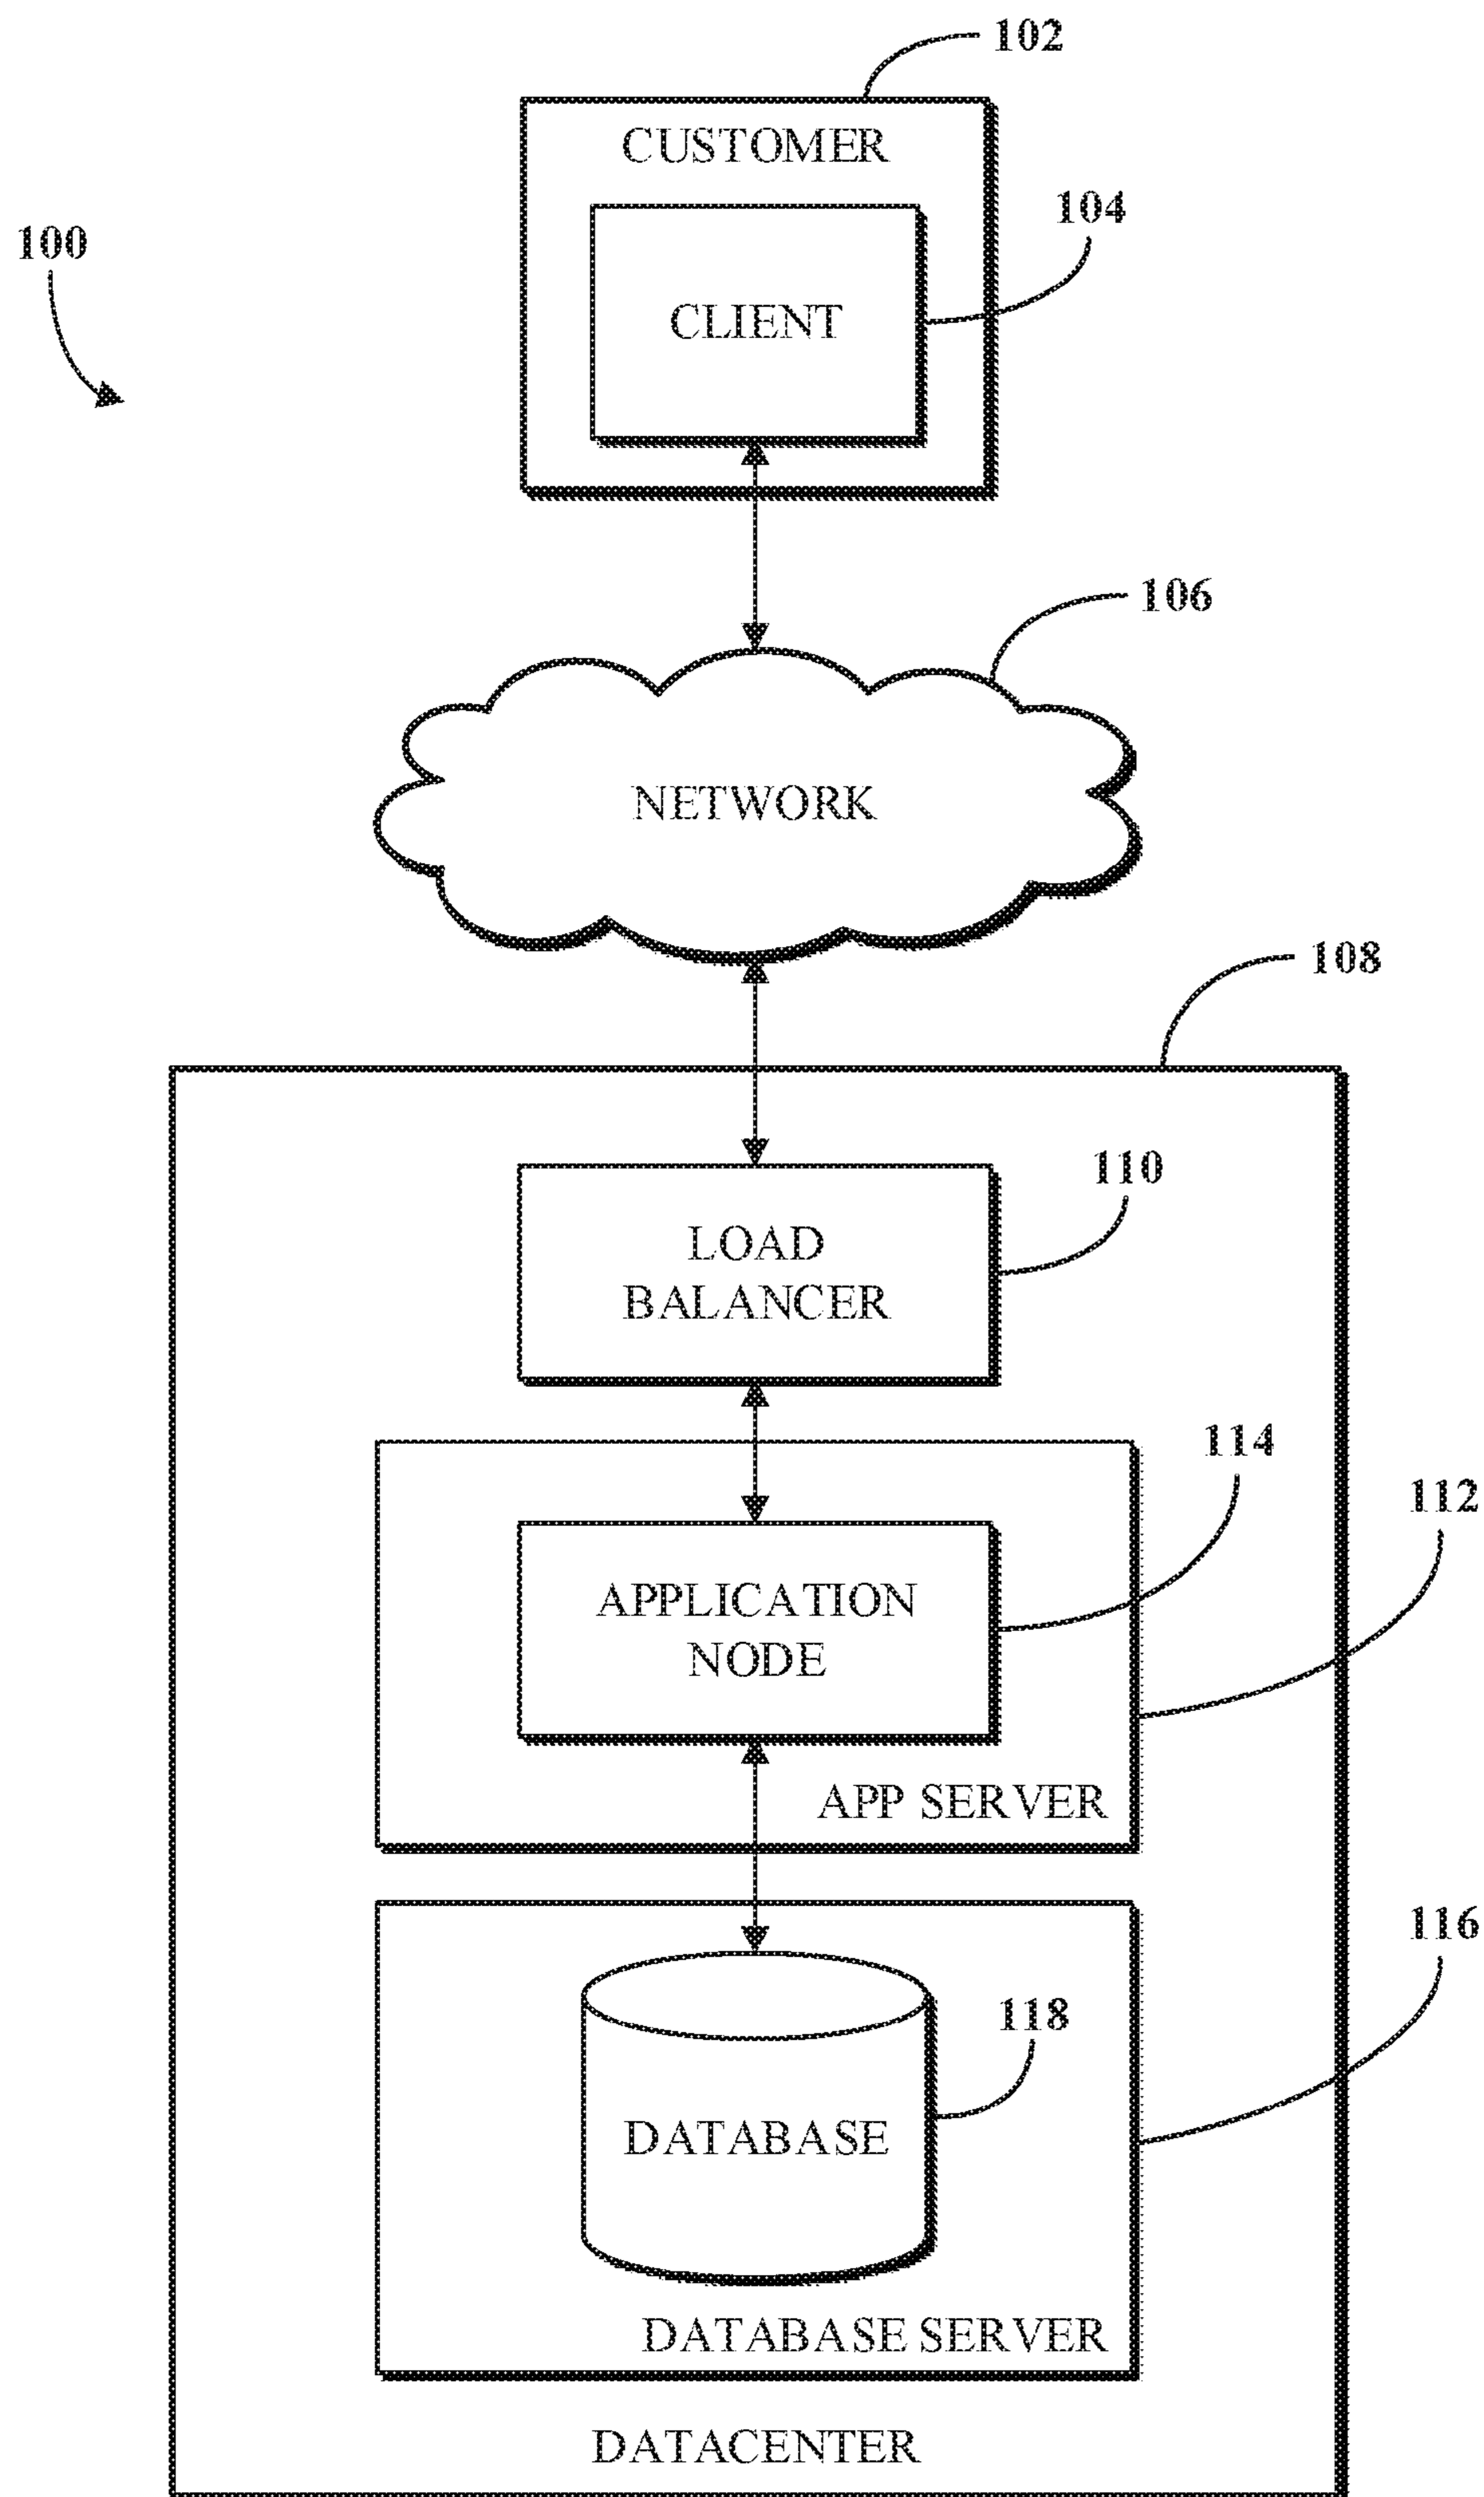 102
CUSTOMER
104
100
CLIENT
106
NETWORK
108
110
LOAD
BALANCER
114
112
APPLICATION
NODE
APP SERVER
116
118
DATABASE
DATABASE SERVER
DATACENTER